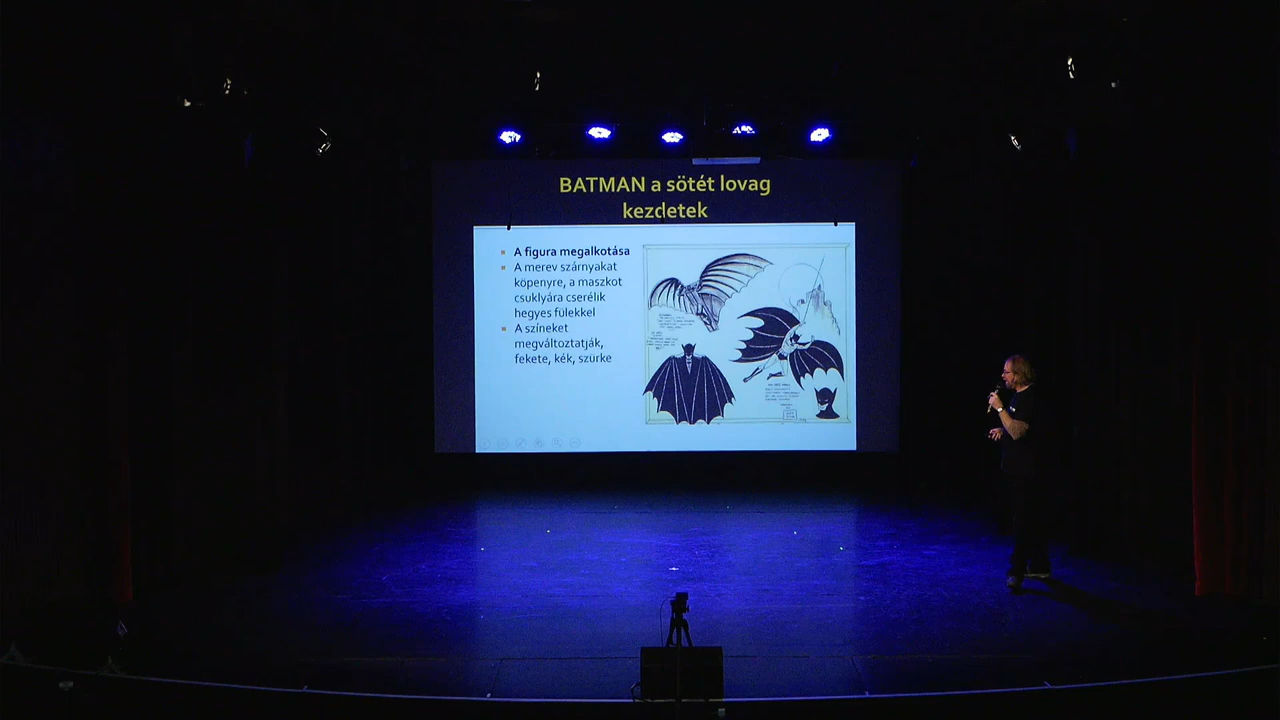 BATMAN a sötét lovag
kezdetek
A figura megalkotása
A merev szárnyakat
köpenyre, a maszkot
csuklyára cserélik
hegyes fülekkel
A színeket
megváltoztatják,
fekete, kék, szürke